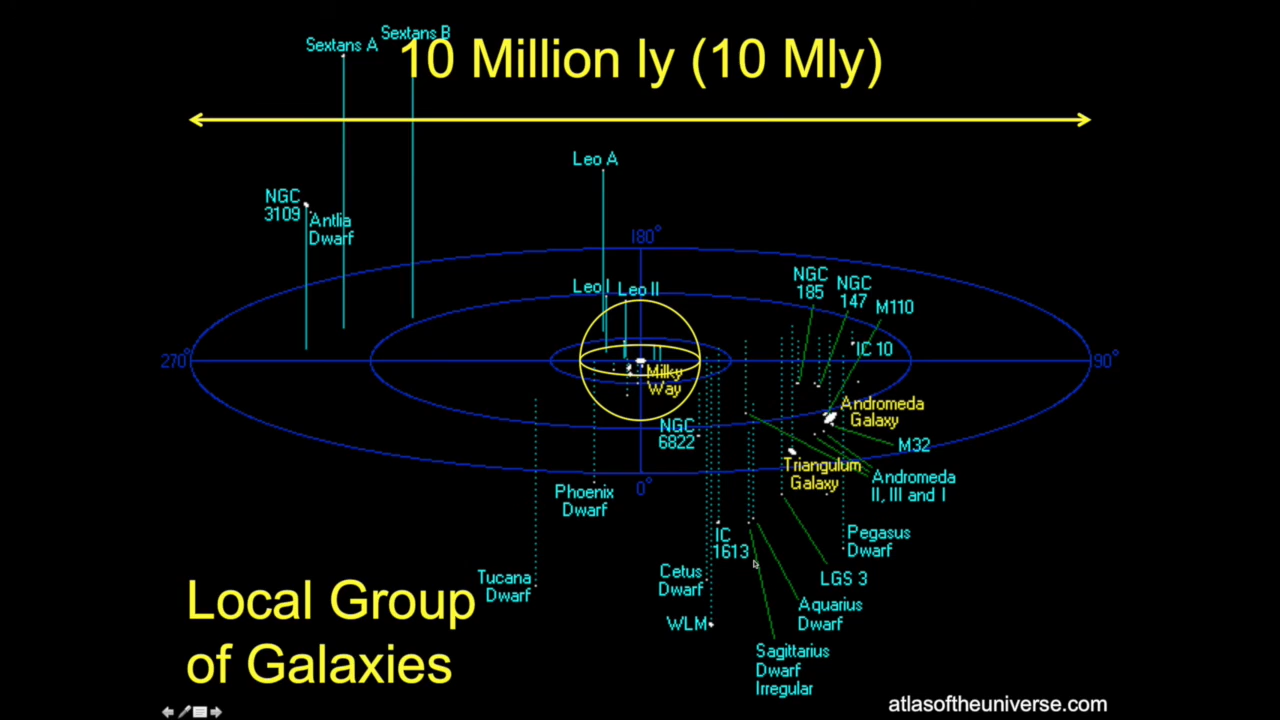 Sextans A
Sextans B
10 Million ly (10 Mly)
Leo A
NGC
3109
Antlia
Dwarf
180°
Leo I
Leo II
NGC
185
NGC
147
M110
IC 10
270°
90°
Milky
Way
Andromeda
Galaxy
NGC
6822
M32
Triangulum
Galaxy
Andromeda
II, III and I
0°
Phoenix
Dwarf
IC
1613
Pegasus
Dwarf
Tucana
Dwarf
Cetus
Dwarf
LGS 3
Aquarius
Dwarf
WLM
Sagittarius
Dwarf
Irregular
Local Group
of Galaxies
atlasoftheuniverse.com